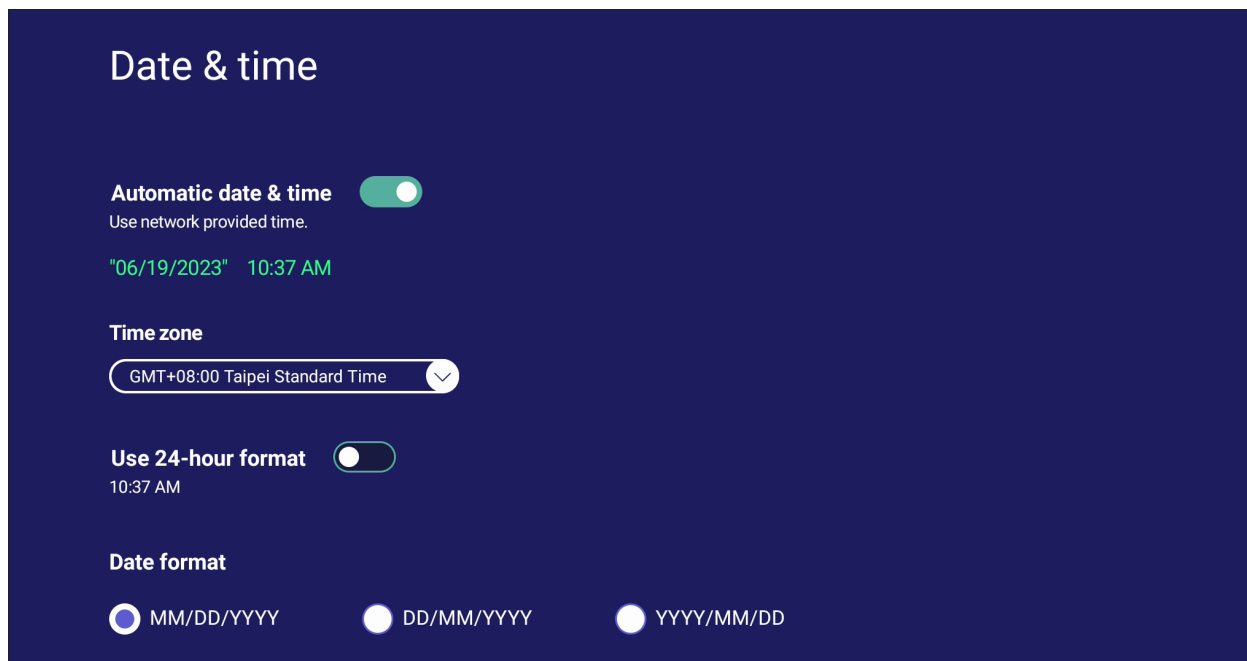 Date & time
Automatic date & time
Use network provided time.
"06/19/2023" 10:37 AM
Time zone
GMT+08:00 Taipei Standard Time
Use 24-hour format
10:37 AM
Date format
MM/DD/YYYY DD/MM/YYYY YYYY/MM/DD